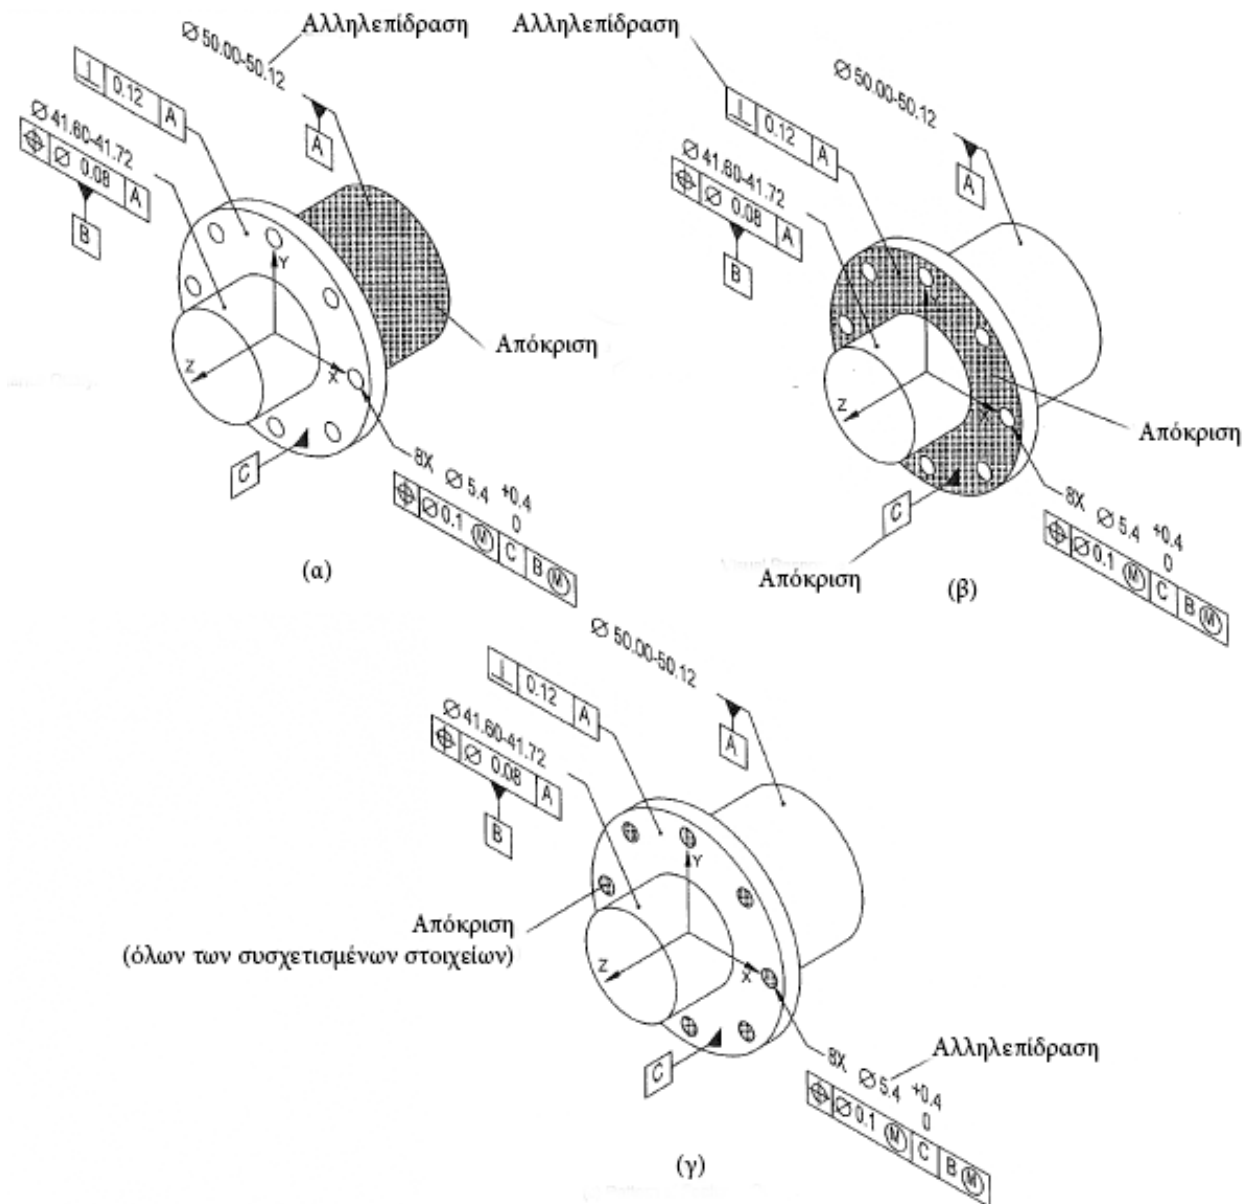 Αλληλεπίδραση
Ø 50.00-50.12
⊥ 0.12 A
A
Ø 41.60-41.72
⌖ Ø 0.08 A
B
Y
X
Z
Απόκριση
C
8X Ø 5.4 +0.4
0
⌖ Ø 0.1 Ⓜ C B Ⓜ
(α)
Αλληλεπίδραση
Ø 50.00-50.12
⊥ 0.12 A
A
Ø 41.60-41.72
⌖ Ø 0.08 A
B
Y
X
Z
Απόκριση
C
Απόκριση
8X Ø 5.4 +0.4
0
⌖ Ø 0.1 Ⓜ C B Ⓜ
(β)
Ø 50.00-50.12
⊥ 0.12 A
A
Ø 41.60-41.72
⌖ Ø 0.08 A
B
Y
X
Z
Απόκριση
(όλων των συσχετισμένων στοιχείων)
C
Αλληλεπίδραση
8X Ø 5.4 +0.4
0
⌖ Ø 0.1 Ⓜ C B Ⓜ
(γ)